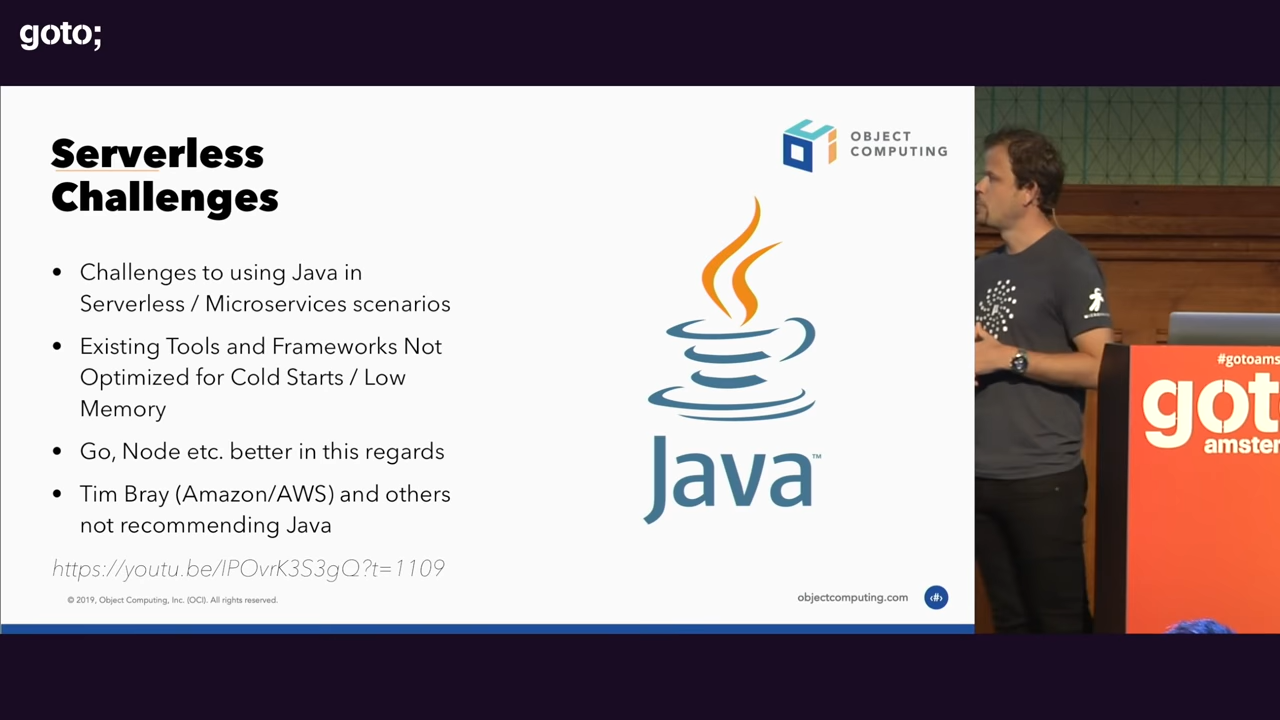 goto;
Serverless
Challenges
OBJECT
COMPUTING
• Challenges to using Java in
Serverless / Microservices scenarios
• Existing Tools and Frameworks Not
Optimized for Cold Starts / Low
Memory
• Go, Node etc. better in this regards
• Tim Bray (Amazon/AWS) and others
not recommending Java
https://youtu.be/IPOvrK3S3gQ?t=1109
© 2019, Object Computing, Inc. (OCI). All rights reserved.
objectcomputing.com
‹#›
Java™
#gotoams
goto
amster